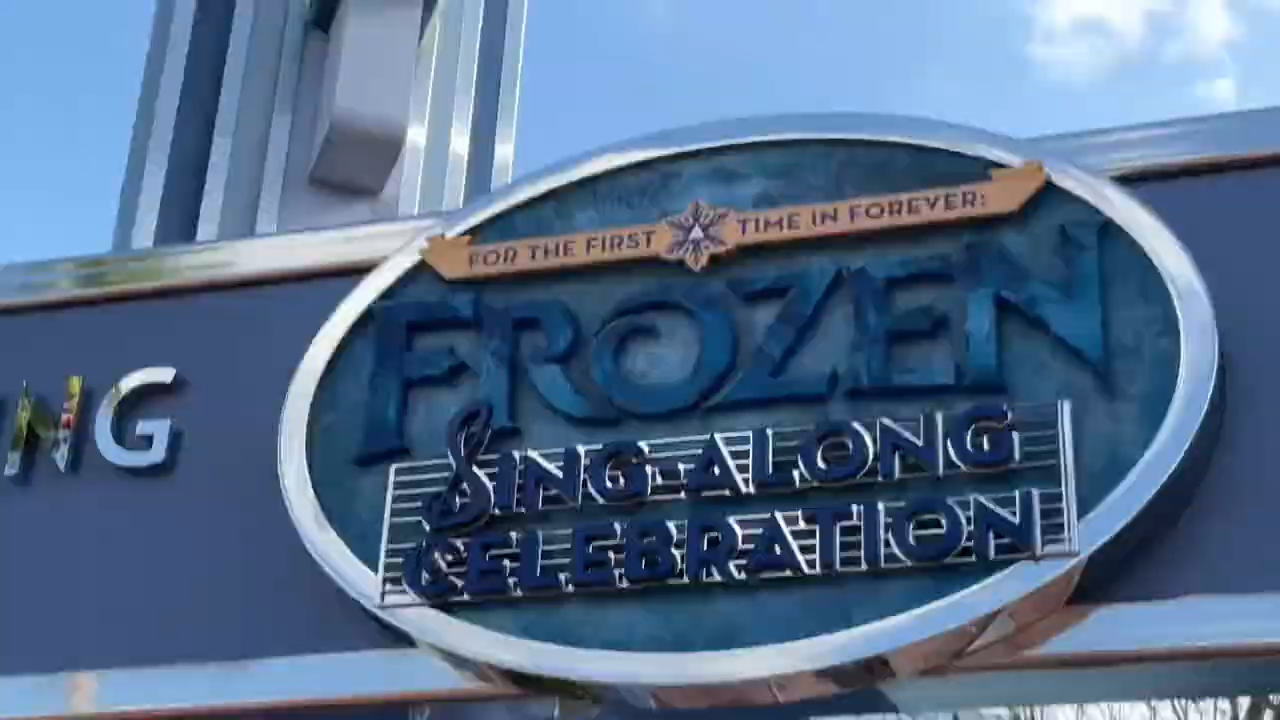 FOR THE FIRST TIME IN FOREVER:
FROZEN
SING-ALONG
CELEBRATION
NG